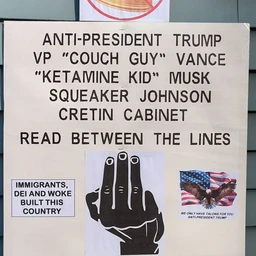 ANTI-PRESIDENT TRUMP
VP "COUCH GUY" VANCE
"KETAMINE KID" MUSK
SQUEAKER JOHNSON
CRETIN CABINET
READ BETWEEN THE LINES
IMMIGRANTS,
DEI AND WOKE
BUILT THIS
COUNTRY
WE ONLY HAVE TALONS FOR YOU
ANTI-PRESIDENT TRUMP